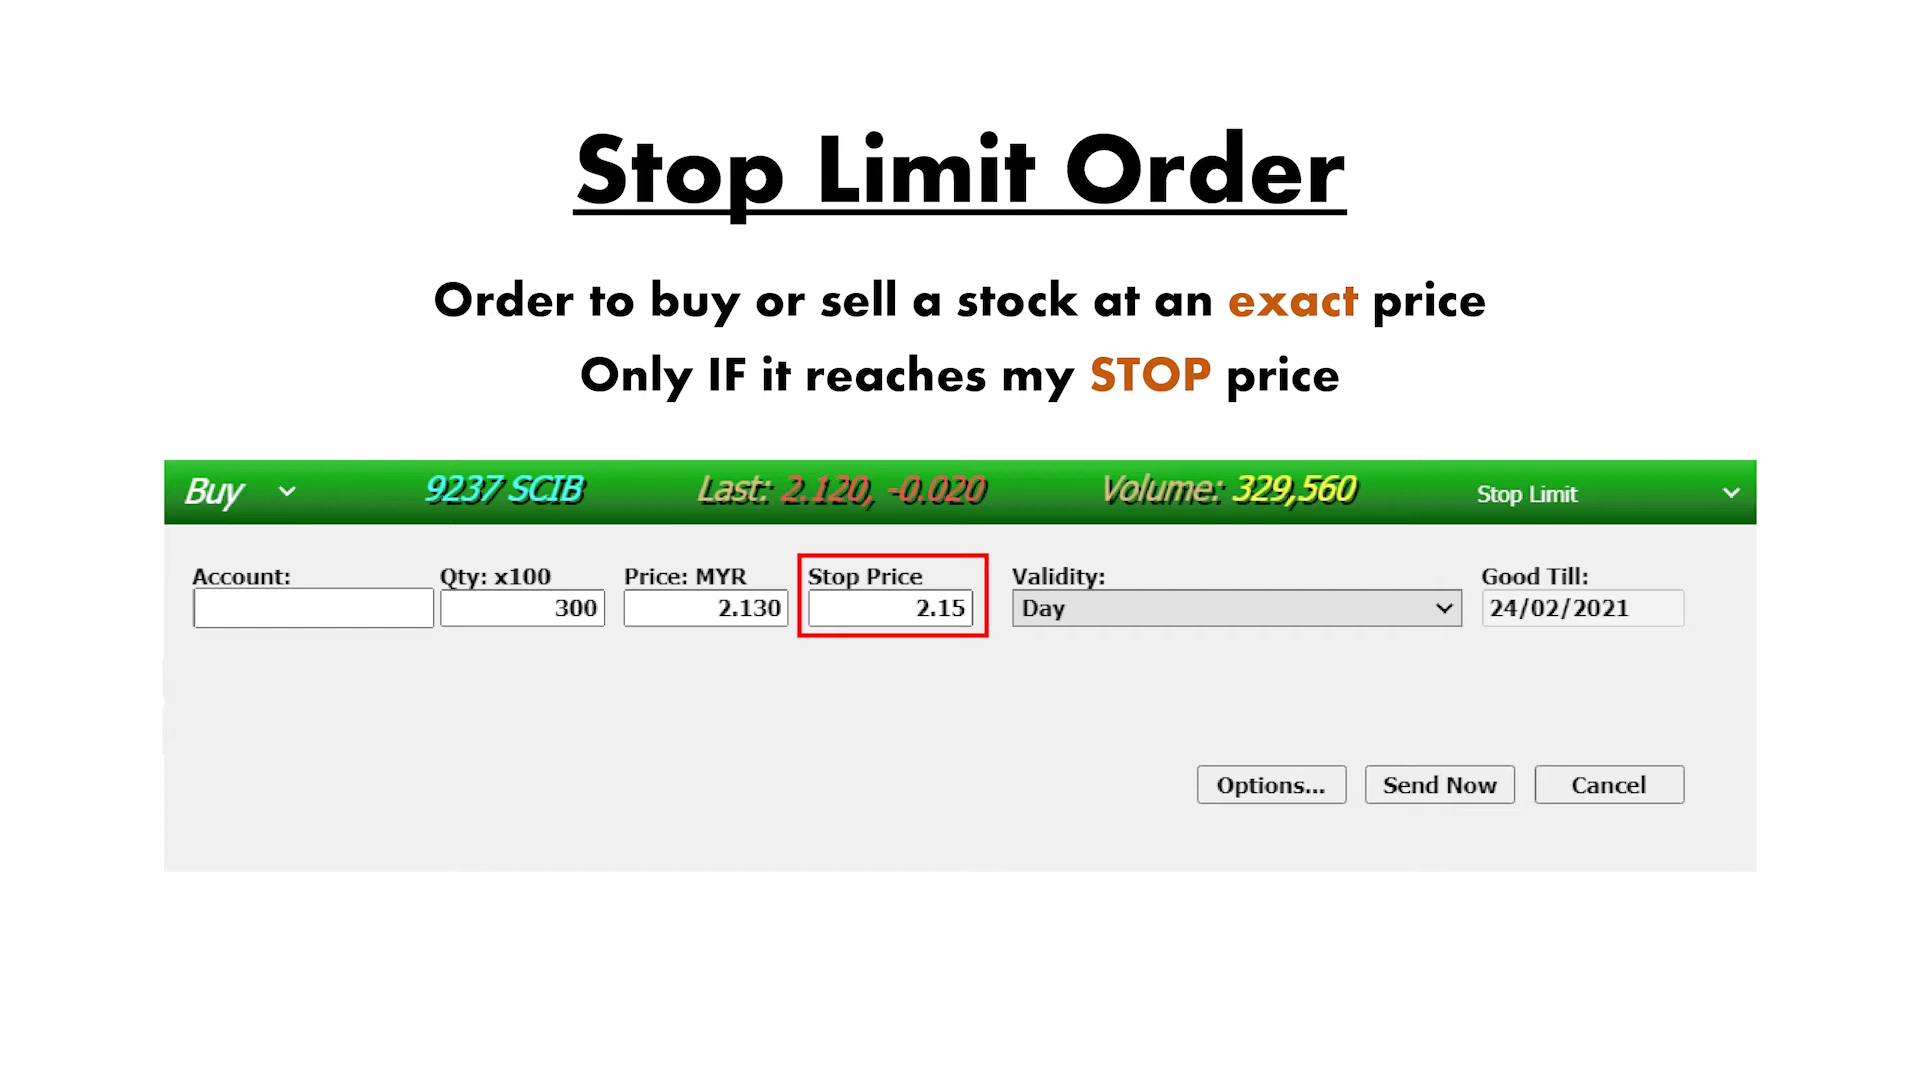 Stop Limit Order
Order to buy or sell a stock at an exact price
Only IF it reaches my STOP price
Buy 9237 SCIB Last: 2.120, -0.020 Volume: 329,560 Stop Limit
Account: Qty: x100 Price: MYR Stop Price Validity: Good Till:
300 2.130 2.15 Day 24/02/2021
Options... Send Now Cancel